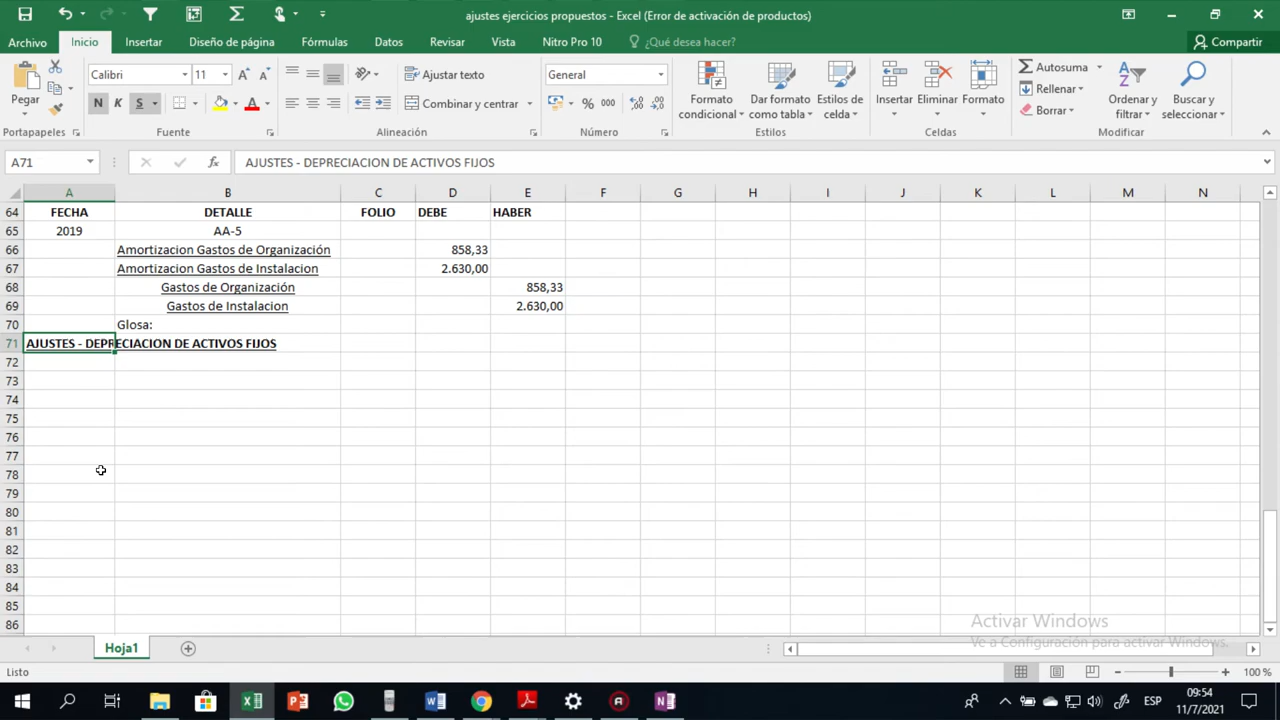 ajustes ejercicios propuestos - Excel (Error de activación de productos)
Archivo Inicio Insertar Diseño de página Fórmulas Datos Revisar Vista Nitro Pro 10 ¿Qué desea hacer? Compartir
Pegar
Portapapeles
Calibri 11
N K S
Fuente
Ajustar texto
Combinar y centrar
Alineación
General
% 000
Número
Formato condicional
Dar formato como tabla
Estilos de celda
Estilos
Insertar Eliminar Formato
Celdas
Autosuma
Rellenar
Borrar
Ordenar y filtrar
Buscar y seleccionar
Modificar
A71 fx AJUSTES - DEPRECIACION DE ACTIVOS FIJOS
A B C D E F G H I J K L M N
64 FECHA DETALLE FOLIO DEBE HABER
65 2019 AA-5
66 Amortizacion Gastos de Organización 858,33
67 Amortizacion Gastos de Instalacion 2.630,00
68 Gastos de Organización 858,33
69 Gastos de Instalacion 2.630,00
70 Glosa:
71 AJUSTES - DEPRECIACION DE ACTIVOS FIJOS
72
73
74
75
76
77
78
79
80
81
82
83
84
85
86
Activar Windows
Ve a Configuración para activar Windows.
Hoja1
Listo 100 %
ESP 09:54
11/7/2021